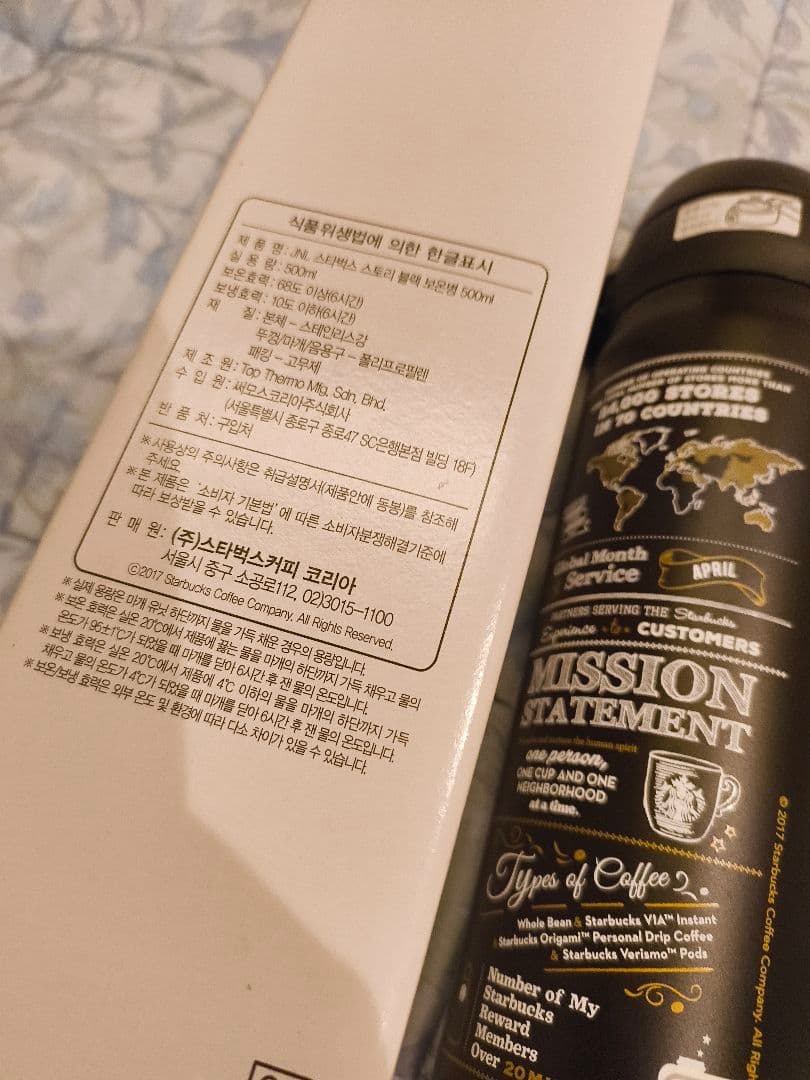 식품위생법에 의한 한글표시
제 품 명 : JNL 스타벅스 스토리 블랙 보온병 500ml
실 용 량 : 500ml
보온효력 : 68도 이상(6시간)
보냉효력 : 10도 이하(6시간)
재 질 : 본체 - 스테인리스강
뚜껑/마개/음용구 - 폴리프로필렌
패킹 - 고무제
제 조 원 : Top Thermo Mfg. Sdn. Bhd.
수 입 원 : 써모스코리아주식회사
(서울특별시 종로구 종로47 SC은행본점 빌딩 18F)
반 품 처 : 구입처
※사용상의 주의사항은 취급설명서(제품안에 동봉)를 참조해
주세요.
※본 제품은 '소비자 기본법' 에 따른 소비자분쟁해결기준에
따라 보상받을 수 있습니다.
판 매 원 : (주)스타벅스커피 코리아
서울시 중구 소공로112, 02)3015-1100
©2017 Starbucks Coffee Company. All Rights Reserved.
※ 실제 용량은 마개 유닛 하단까지 물을 가득 채운 경우의 용량입니다.
※ 보온 효력은 실온 20℃에서 제품에 끓는 물을 마개의 하단까지 가득 채우고 물의
온도가 95±1℃가 되었을 때 마개를 닫아 6시간 후 잰 물의 온도입니다.
※ 보냉 효력은 실온 20℃에서 제품에 4℃ 이하의 물을 마개의 하단까지 가득
채우고 물의 온도가 4℃가 되었을 때 마개를 닫아 6시간 후 잰 물의 온도입니다.
※ 보온/보냉 효력은 외부 온도 및 환경에 따라 다소 차이가 있을 수 있습니다.
NUMBER OF STORES MORE THAN
24,000 STORES
IN 70 COUNTRIES
Global Month
Service
APRIL
PARTNERS SERVING THE Starbucks
Experience to CUSTOMERS
MISSION
STATEMENT
nurture the human spirit
one person,
ONE CUP AND ONE
NEIGHBORHOOD
at a time.
Types of Coffee
Whole Bean & Starbucks VIA™ Instant
& Starbucks Origami™ Personal Drip Coffee
& Starbucks Verismo™ Pods
Number of My
Starbucks
Reward
Members
Over 20
© 2017 Starbucks Coffee Company. All